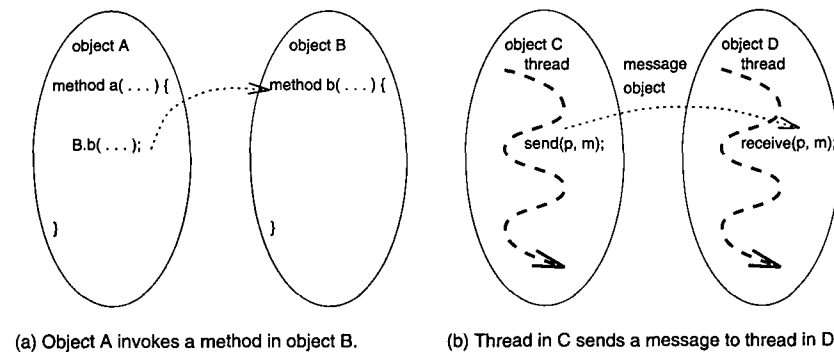 object A
method a( . . . ) {
B.b( . . . );
}
object B
method b( . . . ) {
}
(a) Object A invokes a method in object B.
object C
thread
send(p, m);
message
object
object D
thread
receive(p, m);
(b) Thread in C sends a message to thread in D